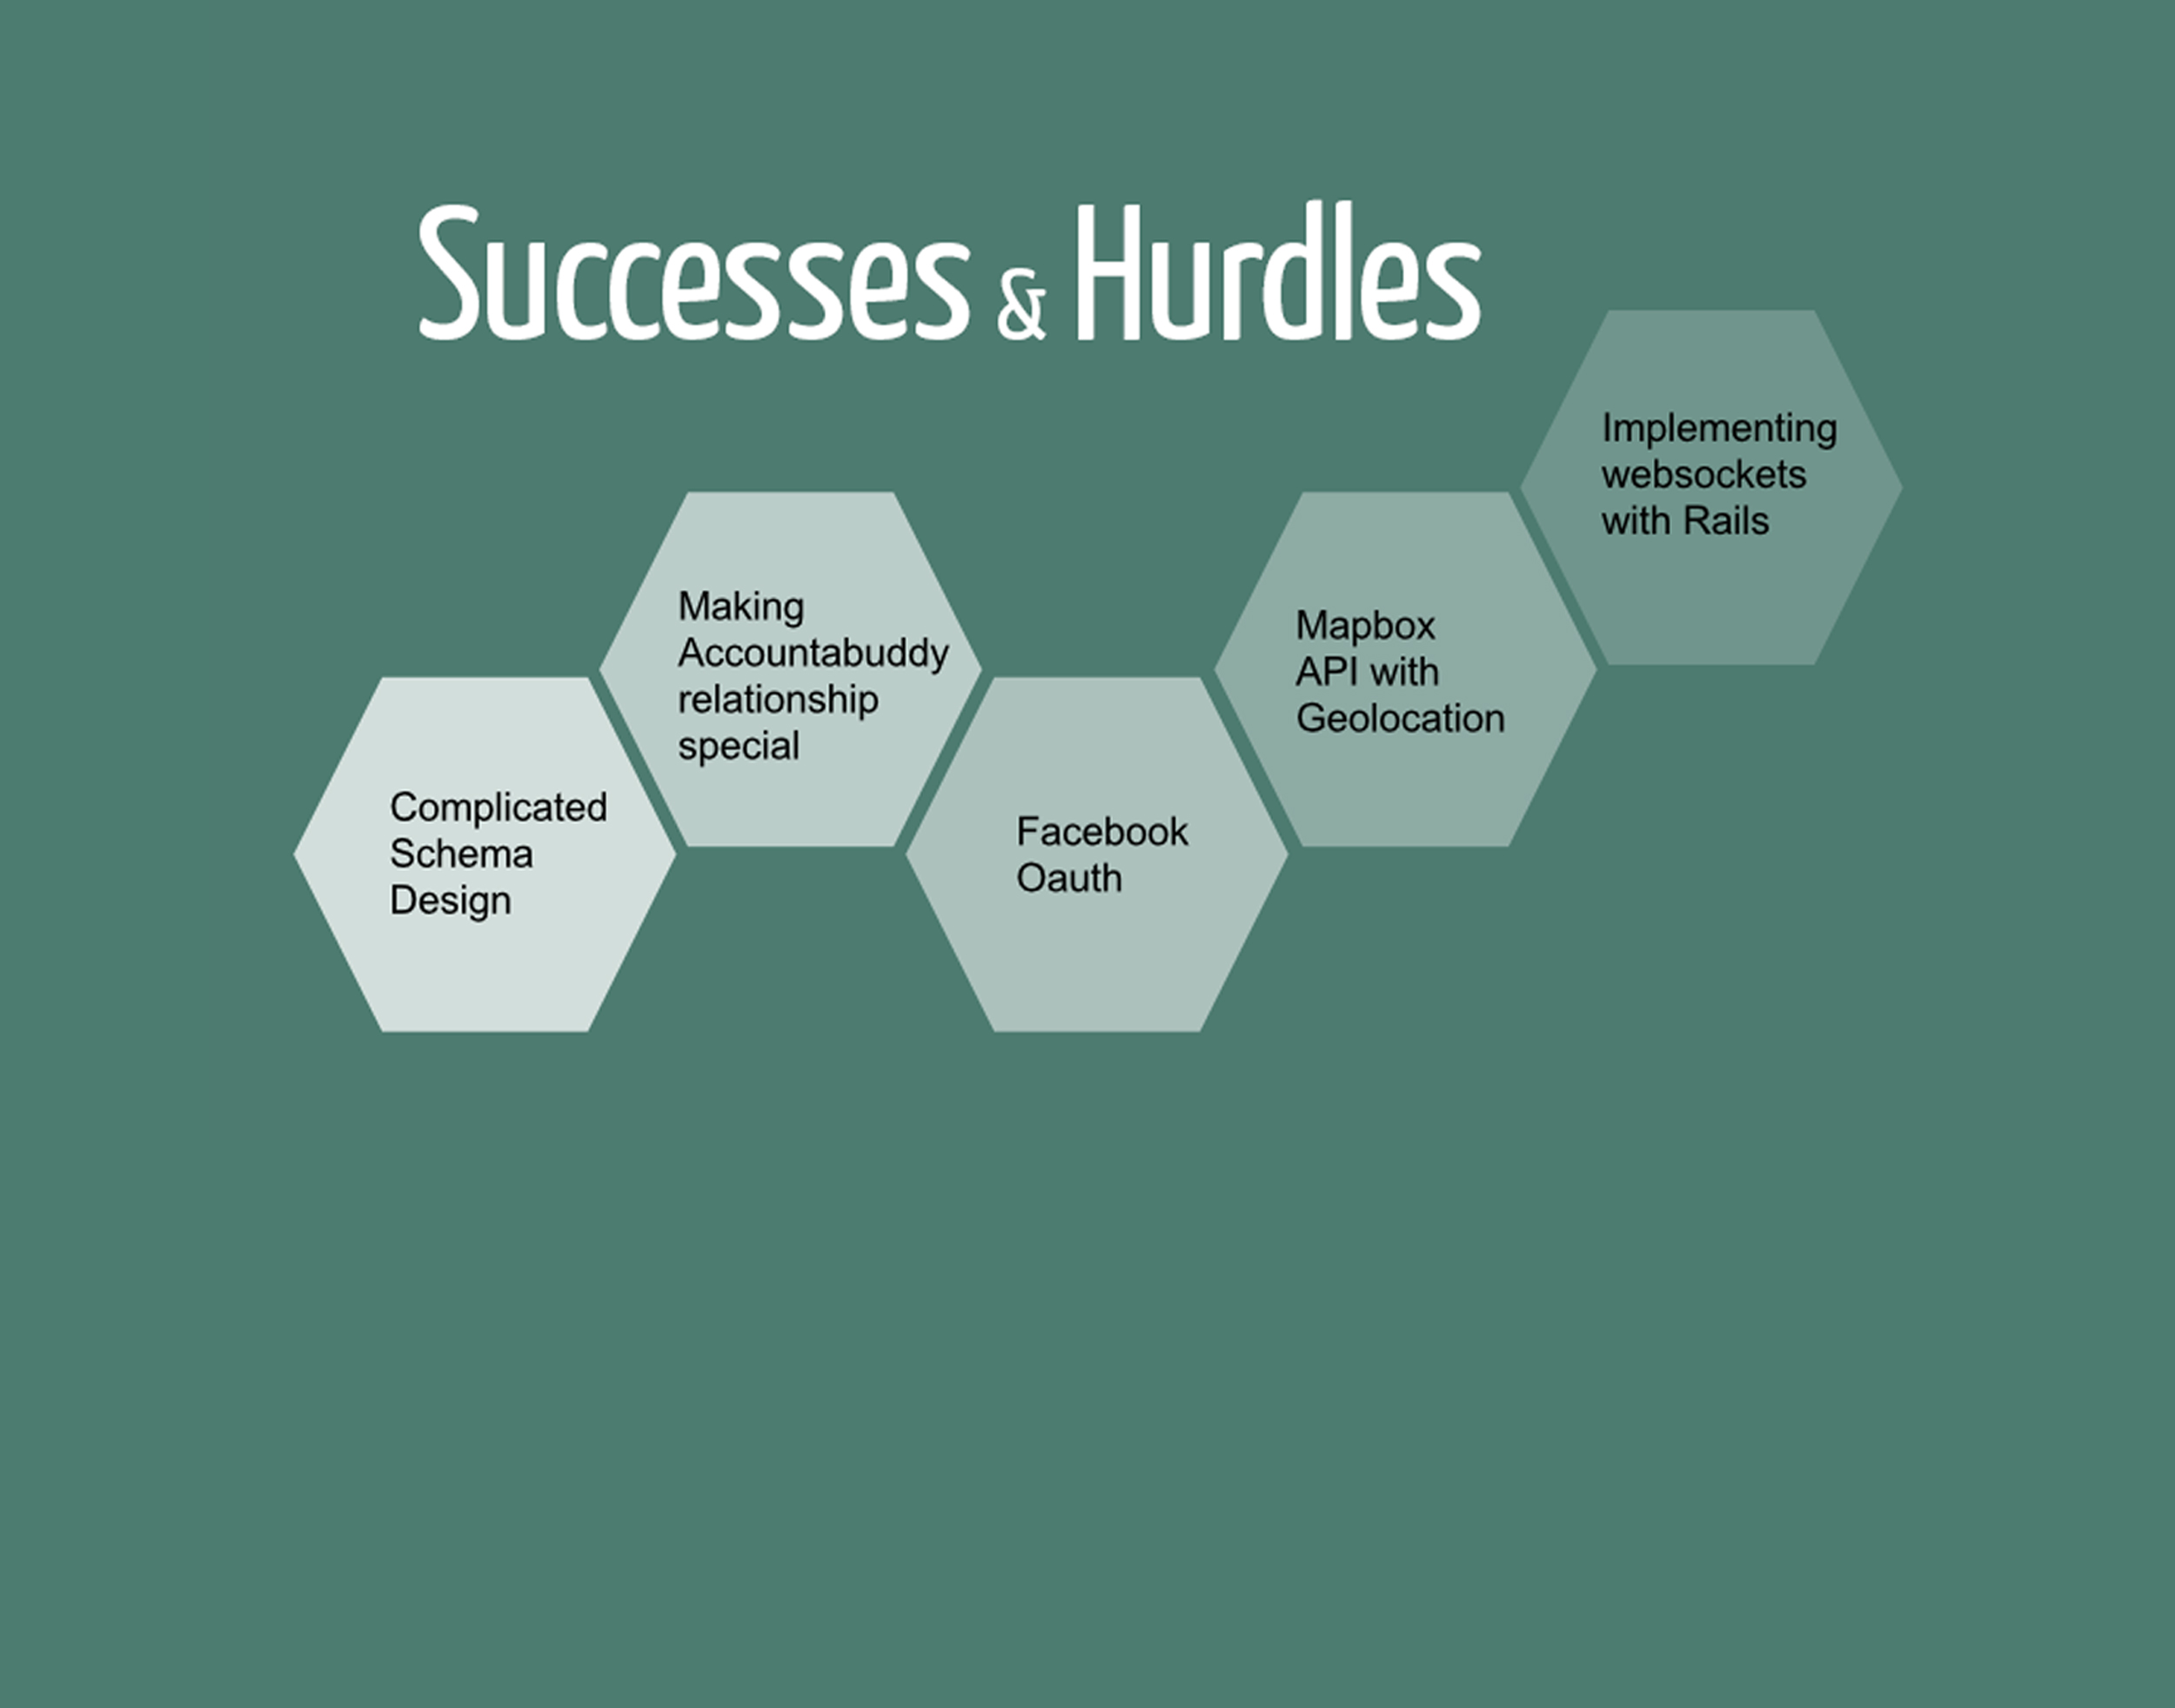 Successes & Hurdles
Complicated
Schema
Design
Making
Accountabuddy
relationship
special
Facebook
Oauth
Mapbox
API with
Geolocation
Implementing
websockets
with Rails